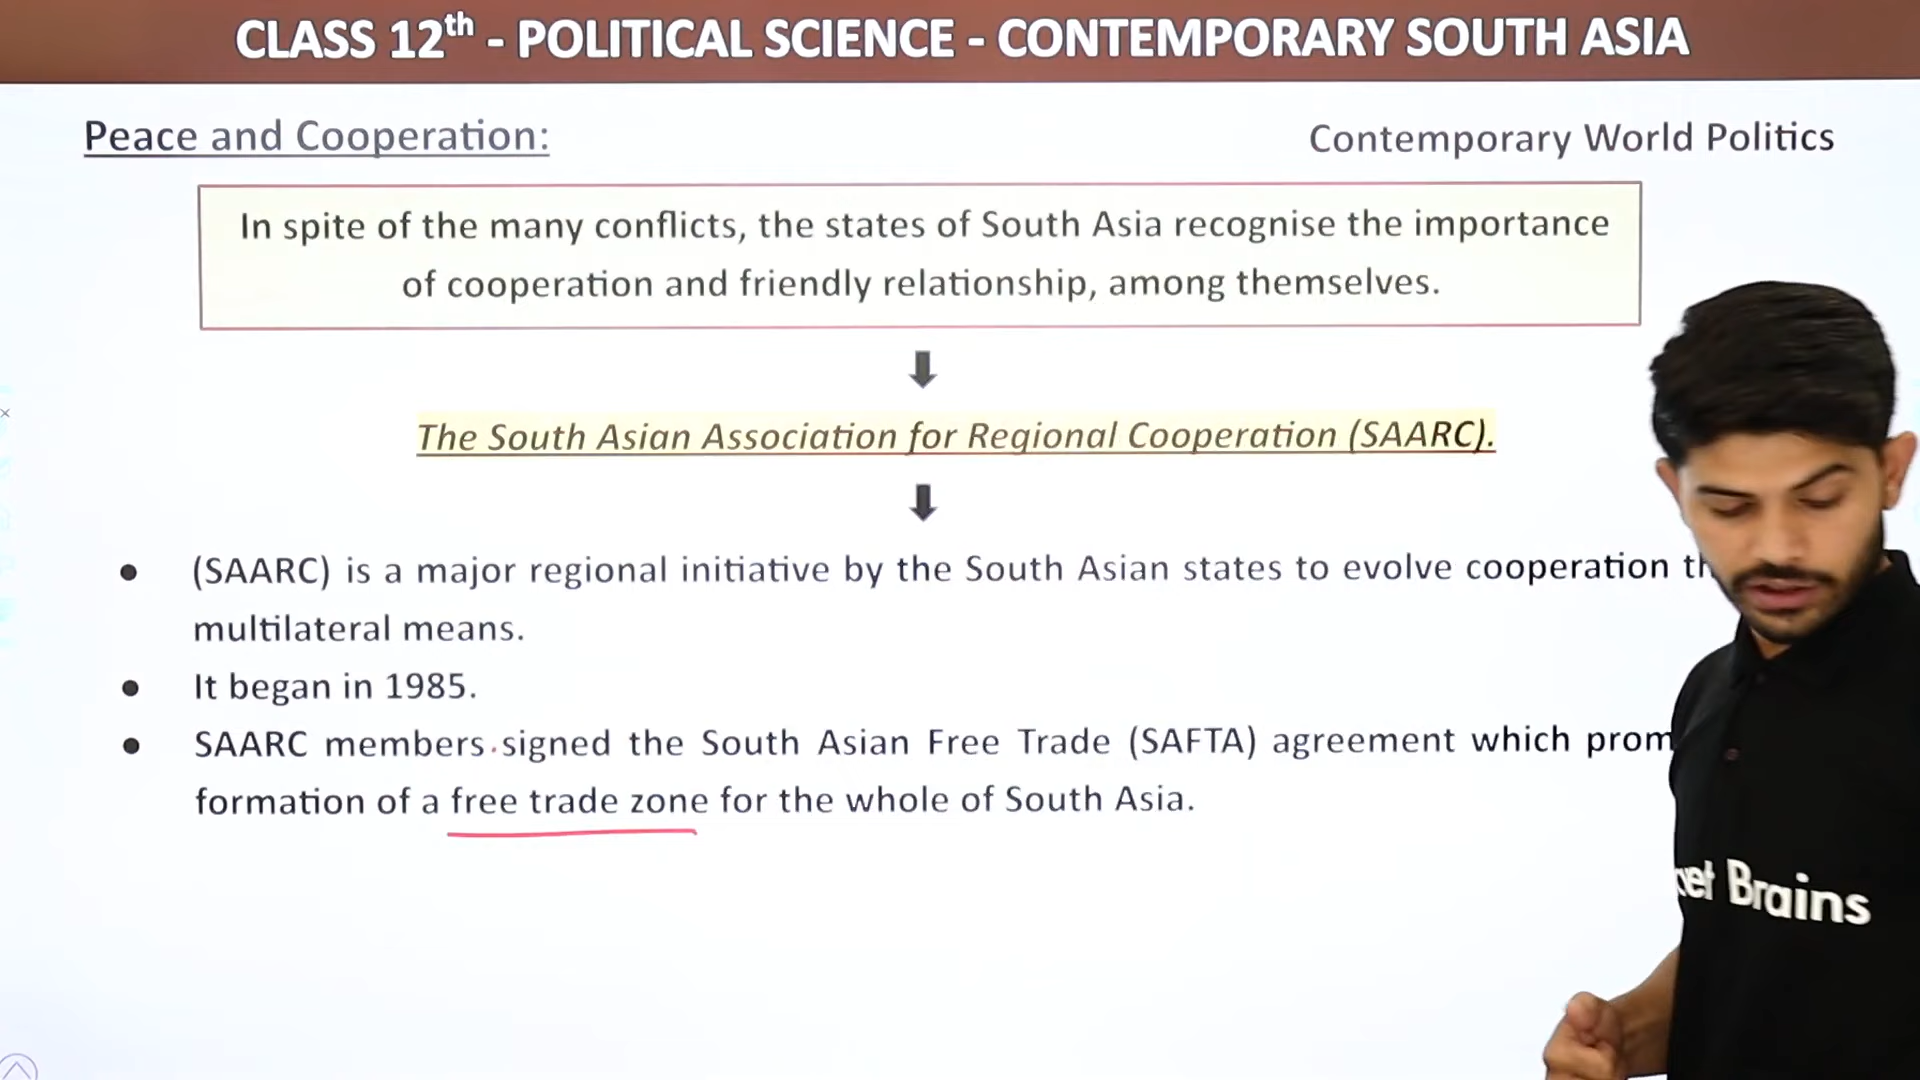 CLASS 12th - POLITICAL SCIENCE - CONTEMPORARY SOUTH ASIA
Peace and Cooperation:
Contemporary World Politics
In spite of the many conflicts, the states of South Asia recognise the importance
of cooperation and friendly relationship, among themselves.
The South Asian Association for Regional Cooperation (SAARC).
• (SAARC) is a major regional initiative by the South Asian states to evolve cooperation
multilateral means.
• It began in 1985.
• SAARC members signed the South Asian Free Trade (SAFTA) agreement which
formation of a free trade zone for the whole of South Asia.
Brains